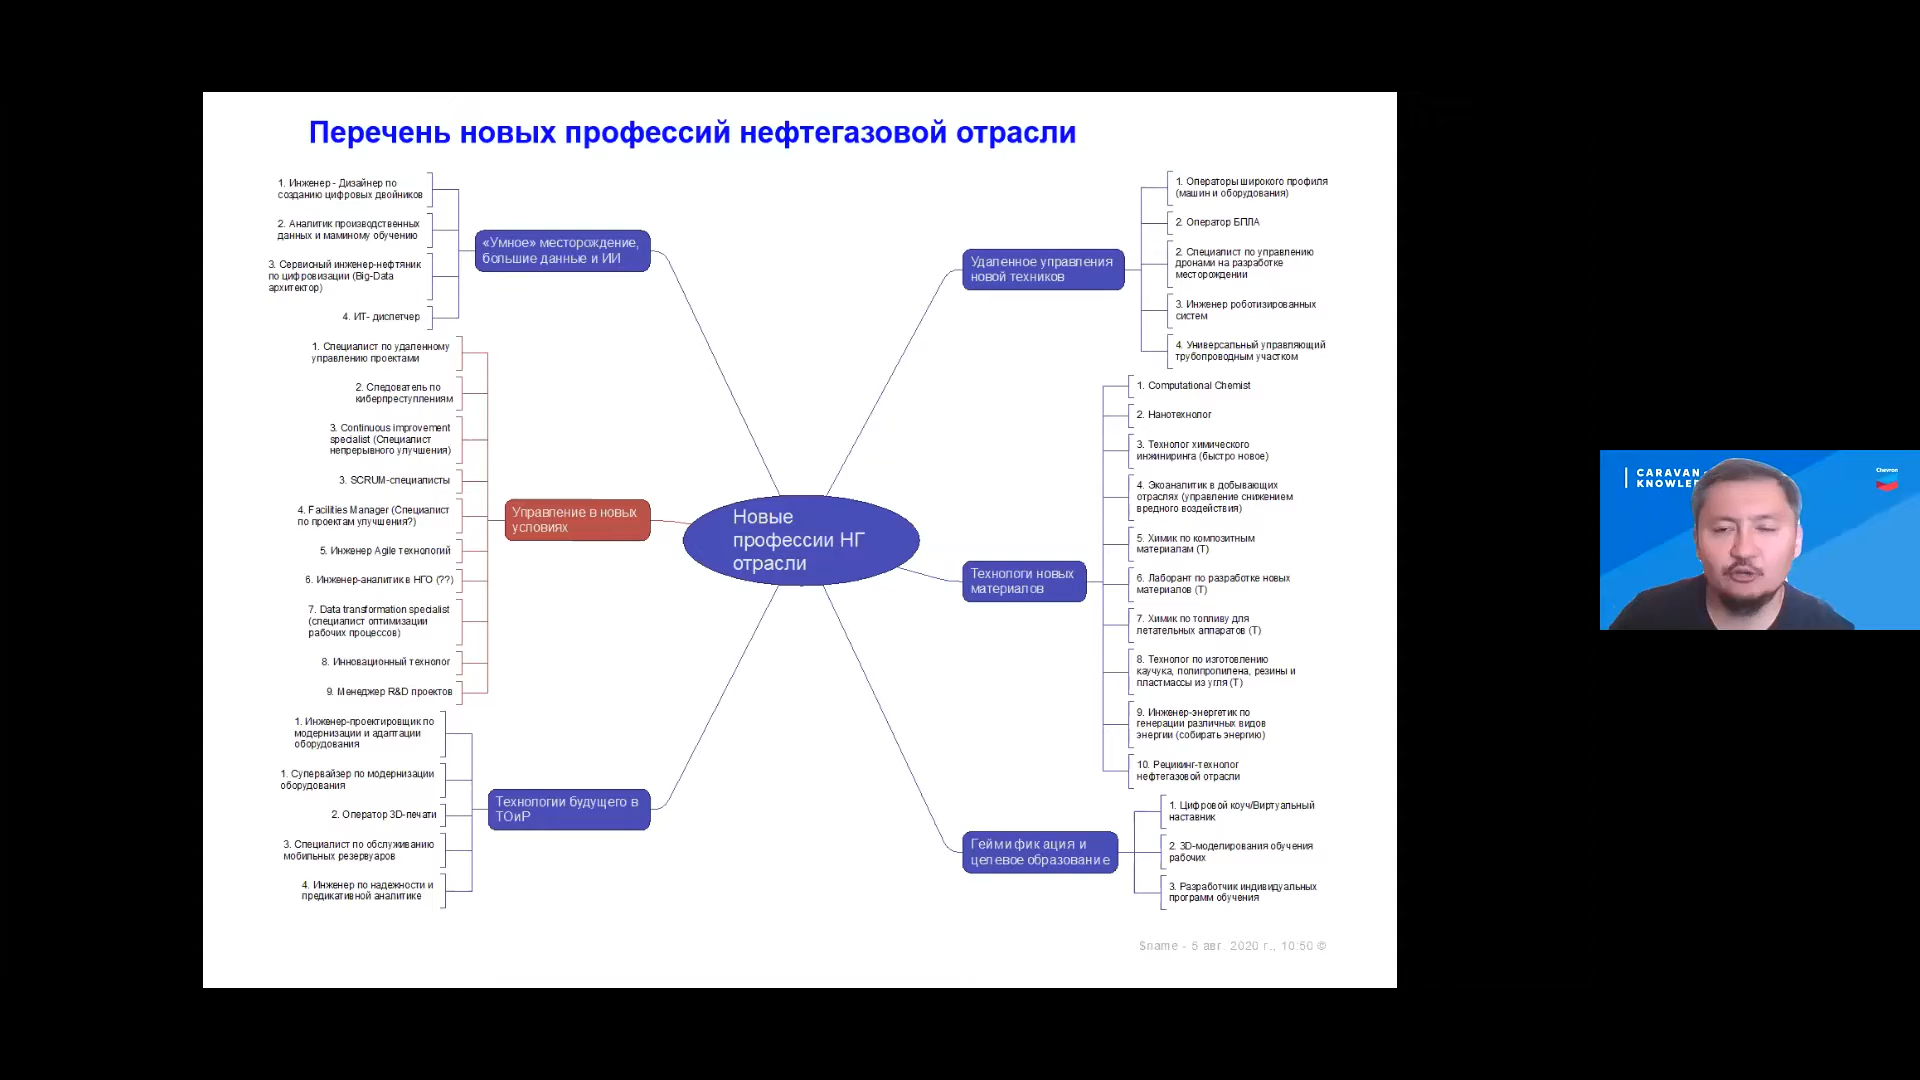 Перечень новых профессий нефтегазовой отрасли
1. Инженер - Дизайнер по
созданию цифровых двойников
2. Аналитик производственных
данных и маминому обучению
3. Сервисный инженер-нефтяник
по цифровизации (Big-Data
архитектор)
4. ИТ- диспетчер
«Умное» месторождение,
большие данные и ИИ
1. Специалист по удаленному
управлению проектами
2. Следователь по
киберпреступлениям
3. Continuous improvement
specialist (Специалист
непрерывного улучшения)
3. SCRUM-специалисты
4. Facilities Manager (Специалист
по проектам улучшения?)
5. Инженер Agile технологий
6. Инженер-аналитик в НГО (??)
7. Data transformation specialist
(специалист оптимизации
рабочих процессов)
8. Инновационный технолог
9. Менеджер R&D проектов
Управление в новых
условиях
1. Инженер-проектировщик по
модернизации и адаптации
оборудования
1. Супервайзер по модернизации
оборудования
2. Оператор 3D-печати
3. Специалист по обслуживанию
мобильных резервуаров
4. Инженер по надежности и
предикативной аналитике
Технологии будущего в
ТОиР
Новые
профессии НГ
отрасли
Удаленное управления
новой техников
1. Операторы широкого профиля
(машин и оборудования)
2. Оператор БПЛА
2. Специалист по управлению
дронами на разработке
месторождении
3. Инженер роботизированных
систем
4. Универсальный управляющий
трубопроводным участком
Технологи новых
материалов
1. Computational Chemist
2. Нанотехнолог
3. Технолог химического
инжиниринга (быстро новое)
4. Экоаналитик в добывающих
отраслях (управление снижением
вредного воздействия)
5. Химик по композитным
материалам (Т)
6. Лаборант по разработке новых
материалов (Т)
7. Химик по топливу для
летательных аппаратов (Т)
8. Технолог по изготовлению
каучука, полипропилена, резины и
пластмассы из угля (Т)
9. Инженер-энергетик по
генерации различных видов
энергии (собирать энергию)
10. Рециклинг-технолог
нефтегазовой отрасли
Геймификация и
целевое образование
1. Цифровой коуч/Виртуальный
наставник
2. 3D-моделирования обучения
рабочих
3. Разработчик индивидуальных
программ обучения
$name - 5 авг. 2020 г., 10:50 ©
CARAVAN
KNOWLE
Chevron